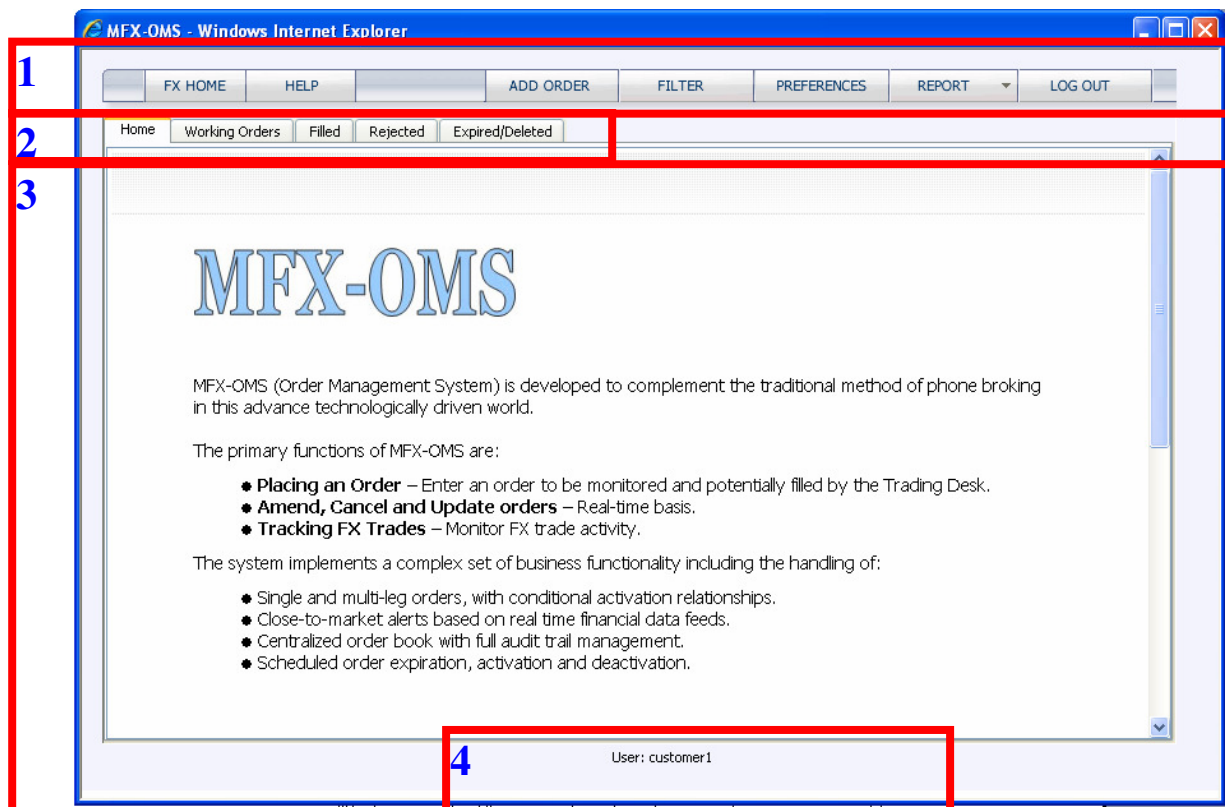 MFX-OMS - Windows Internet Explorer
1
FX HOME HELP ADD ORDER FILTER PREFERENCES REPORT LOG OUT
2
Home Working Orders Filled Rejected Expired/Deleted
3
MFX-OMS
MFX-OMS (Order Management System) is developed to complement the traditional method of phone broking
in this advance technologically driven world.
The primary functions of MFX-OMS are:
● Placing an Order – Enter an order to be monitored and potentially filled by the Trading Desk.
● Amend, Cancel and Update orders – Real-time basis.
● Tracking FX Trades – Monitor FX trade activity.
The system implements a complex set of business functionality including the handling of:
● Single and multi-leg orders, with conditional activation relationships.
● Close-to-market alerts based on real time financial data feeds.
● Centralized order book with full audit trail management.
● Scheduled order expiration, activation and deactivation.
4
User: customer1